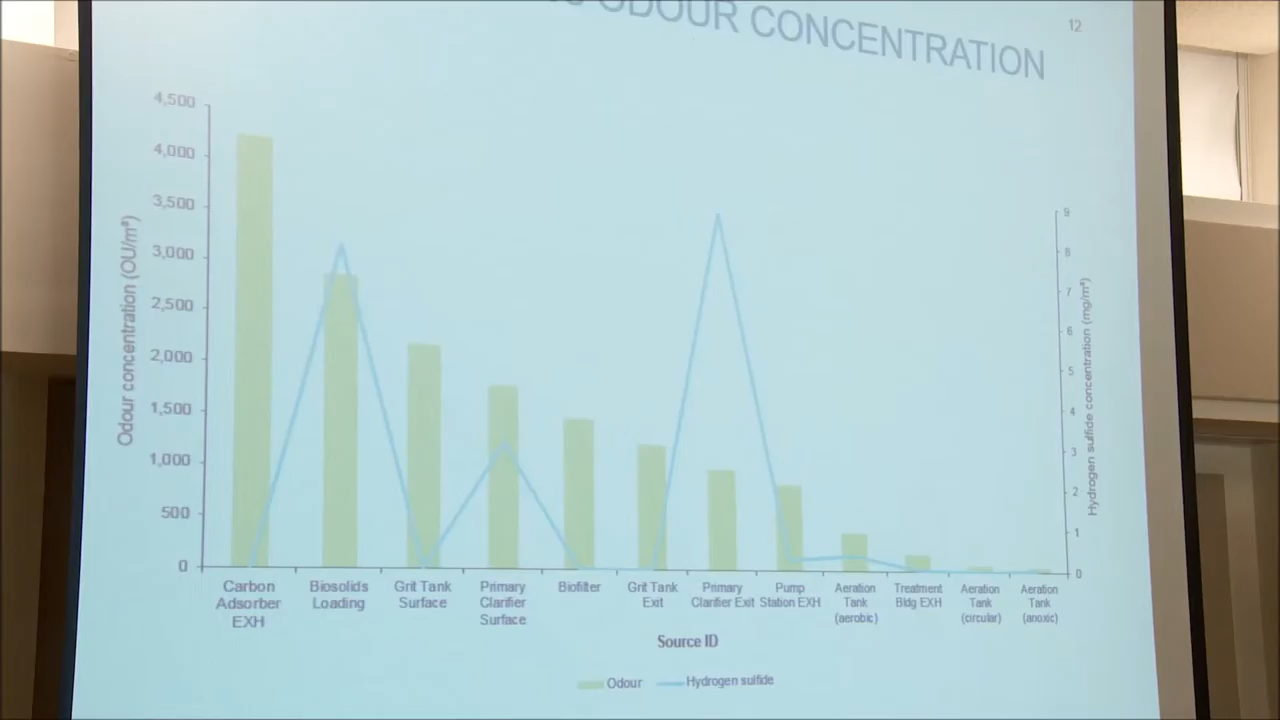 ODOUR CONCENTRATION
12
4,500
4,000
3,500
3,000
2,500
2,000
1,500
1,000
500
0
Odour concentration (OU/m³)
9
8
7
6
5
4
3
2
1
0
Hydrogen sulfide concentration (mg/m³)
Carbon
Adsorber
EXH
Biosolids
Loading
Grit Tank
Surface
Primary
Clarifier
Surface
Biofilter
Grit Tank
Exit
Primary
Clarifier Exit
Pump
Station EXH
Aeration
Tank
(aerobic)
Treatment
Bldg EXH
Aeration
Tank
(circular)
Aeration
Tank
(anoxic)
Source ID
Odour
Hydrogen sulfide